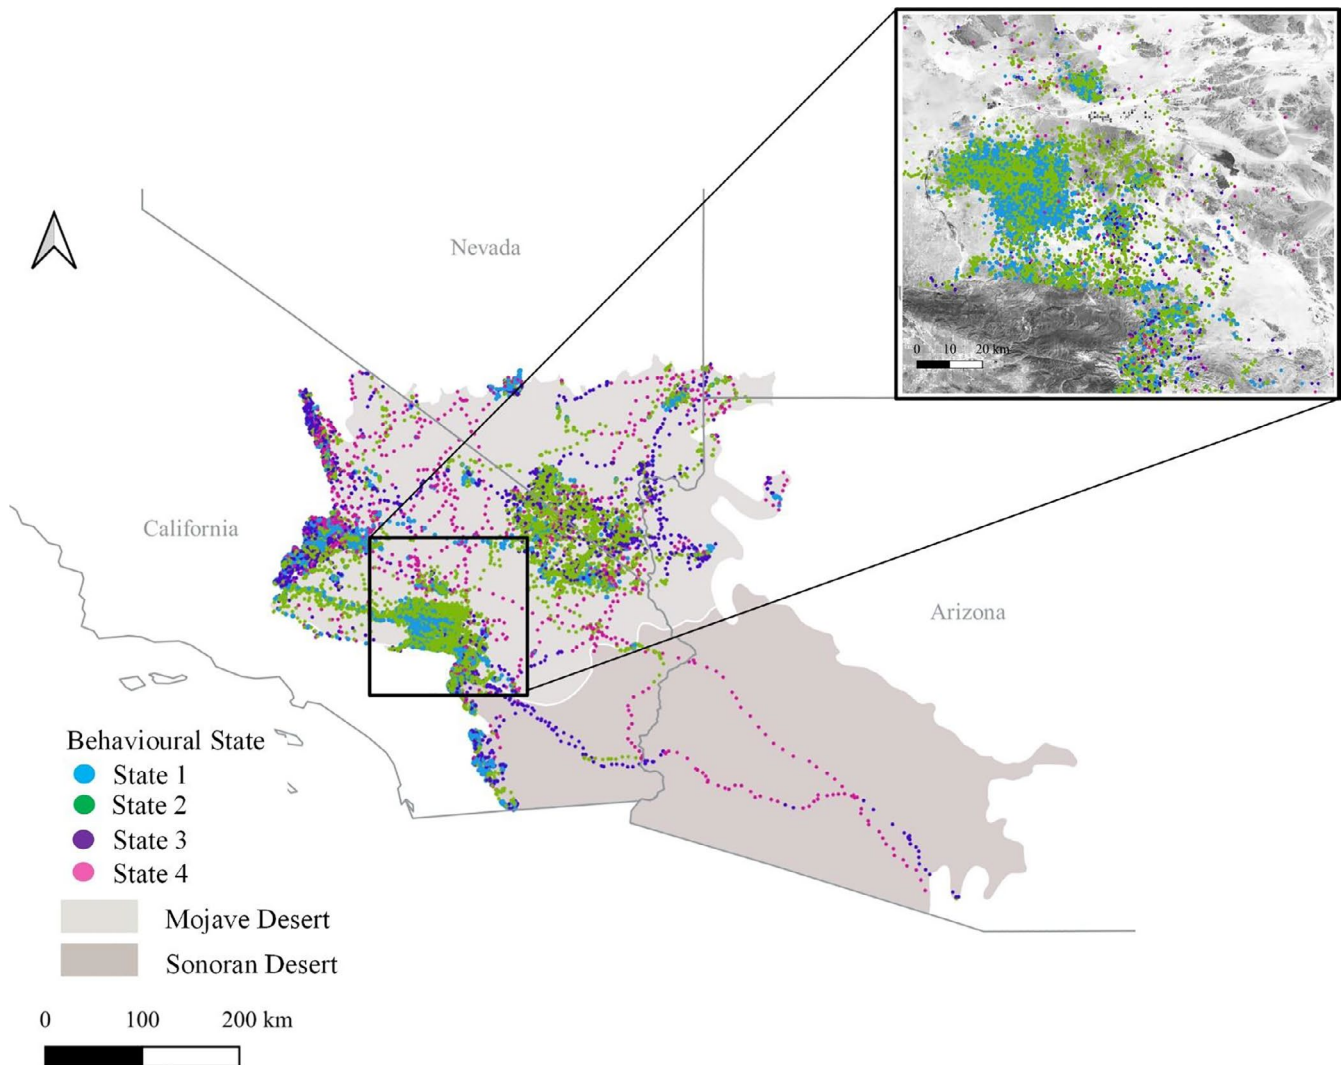 0 10 20 km
Nevada
California
Arizona
Behavioural State
State 1
State 2
State 3
State 4
Mojave Desert
Sonoran Desert
0 100 200 km